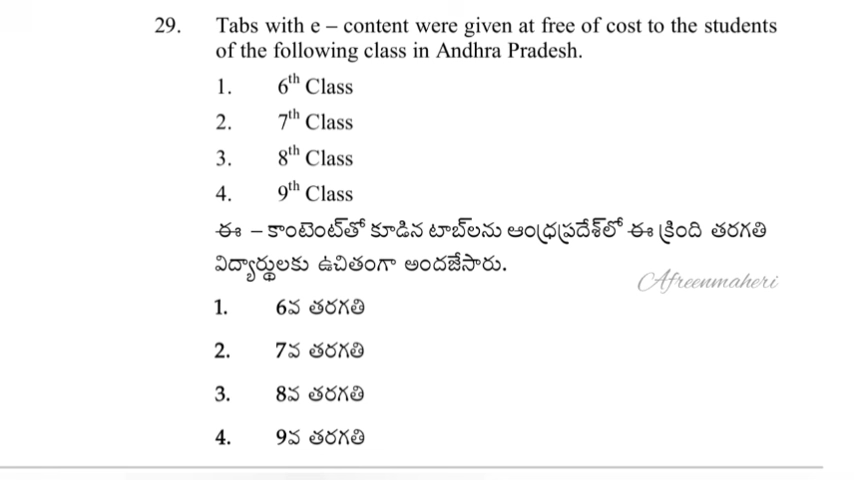 29. Tabs with e – content were given at free of cost to the students
of the following class in Andhra Pradesh.
1. 6th Class
2. 7th Class
3. 8th Class
4. 9th Class
ఈ – కాంటెంట్‌తో కూడిన టాబ్‌లను ఆంధ్రప్రదేశ్‌లో ఈ క్రింది తరగతి
విద్యార్థులకు ఉచితంగా అందజేసారు.
Afreenmaheri
1. 6వ తరగతి
2. 7వ తరగతి
3. 8వ తరగతి
4. 9వ తరగతి